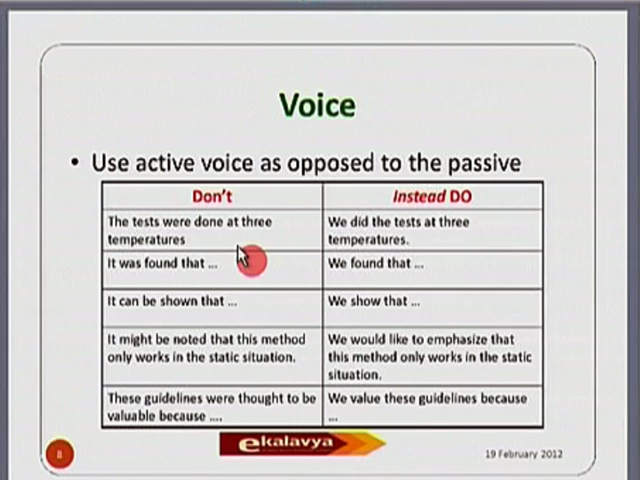 Voice
• Use active voice as opposed to the passive
Don't
Instead DO
The tests were done at three
temperatures
We did the tests at three
temperatures.
It was found that ...
We found that ...
It can be shown that ...
We show that ...
It might be noted that this method
only works in the static situation.
We would like to emphasize that
this method only works in the static
situation.
These guidelines were thought to be
valuable because ....
We value these guidelines because
...
8
ekalavya
19 February 2012